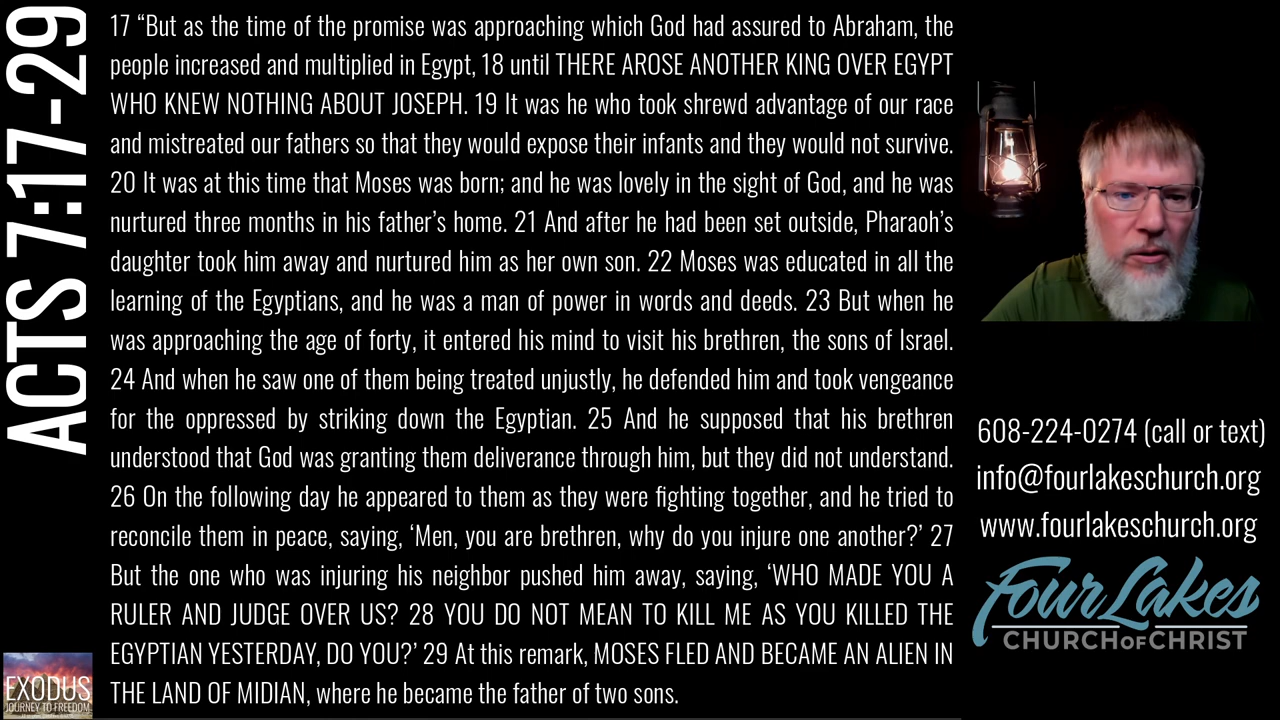 ACTS 7:17-29
17 “But as the time of the promise was approaching which God had assured to Abraham, the
people increased and multiplied in Egypt, 18 until THERE AROSE ANOTHER KING OVER EGYPT
WHO KNEW NOTHING ABOUT JOSEPH. 19 It was he who took shrewd advantage of our race
and mistreated our fathers so that they would expose their infants and they would not survive.
20 It was at this time that Moses was born; and he was lovely in the sight of God, and he was
nurtured three months in his father’s home. 21 And after he had been set outside, Pharaoh’s
daughter took him away and nurtured him as her own son. 22 Moses was educated in all the
learning of the Egyptians, and he was a man of power in words and deeds. 23 But when he
was approaching the age of forty, it entered his mind to visit his brethren, the sons of Israel.
24 And when he saw one of them being treated unjustly, he defended him and took vengeance
for the oppressed by striking down the Egyptian. 25 And he supposed that his brethren
understood that God was granting them deliverance through him, but they did not understand.
26 On the following day he appeared to them as they were fighting together, and he tried to
reconcile them in peace, saying, ‘Men, you are brethren, why do you injure one another?’ 27
But the one who was injuring his neighbor pushed him away, saying, ‘WHO MADE YOU A
RULER AND JUDGE OVER US? 28 YOU DO NOT MEAN TO KILL ME AS YOU KILLED THE
EGYPTIAN YESTERDAY, DO YOU?’ 29 At this remark, MOSES FLED AND BECAME AN ALIEN IN
THE LAND OF MIDIAN, where he became the father of two sons.
EXODUS
JOURNEY TO FREEDOM
608-224-0274 (call or text)
info@fourlakeschurch.org
www.fourlakeschurch.org
Four Lakes
CHURCH OF CHRIST